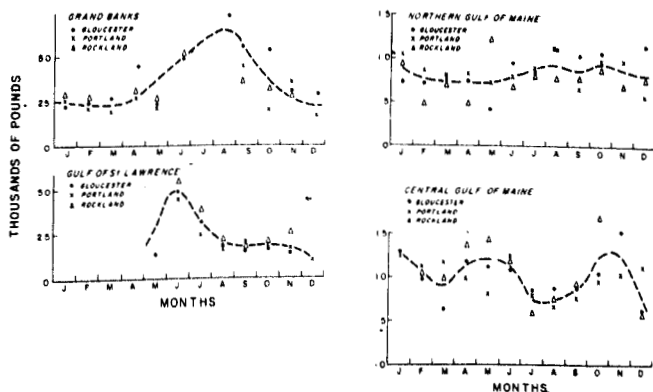 GRAND BANKS
GLOUCESTER
x PORTLAND
Δ ROCKLAND
50
25
0
J F M A M J J A S O N D
GULF OF ST LAWRENCE
GLOUCESTER
x PORTLAND
Δ ROCKLAND
50
25
0
J F M A M J J A S O N D
MONTHS
THOUSANDS OF POUNDS
NORTHERN GULF OF MAINE
GLOUCESTER
x PORTLAND
Δ ROCKLAND
1.5
1.0
.5
0
J F M A M J J A S O N D
CENTRAL GULF OF MAINE
GLOUCESTER
x PORTLAND
Δ ROCKLAND
1.5
1.0
.5
.0
J F M A M J J A S O N D
MONTHS